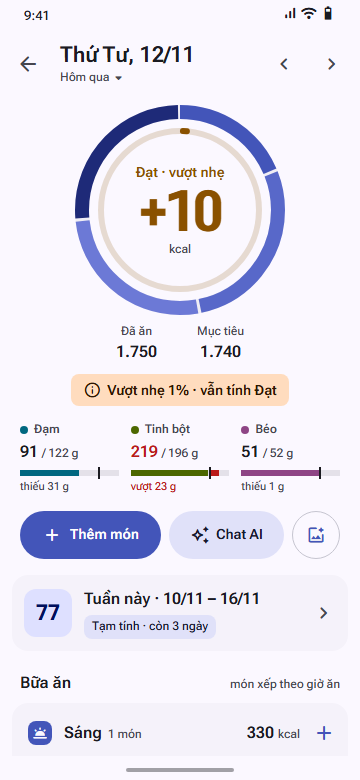 9:41
Thứ Tư, 12/11
Hôm qua
Đạt · vượt nhẹ
+10
kcal
Đã ăn
Mục tiêu
1.750
1.740
Vượt nhẹ 1% · vẫn tính Đạt
Đạm
Tinh bột
Béo
91 / 122 g
219 / 196 g
51 / 52 g
thiếu 31 g
vượt 23 g
thiếu 1 g
Thêm món
Chat AI
77
Tuần này · 10/11 – 16/11
Tạm tính · còn 3 ngày
Bữa ăn
món xếp theo giờ ăn
Sáng 1 món
330 kcal